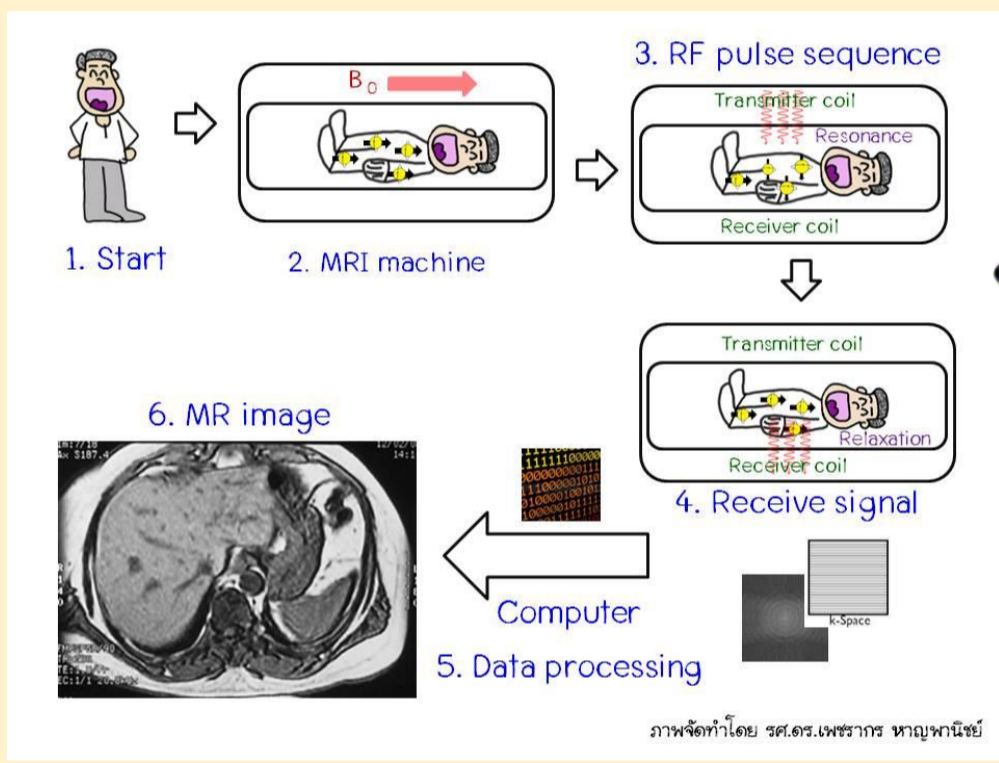 1. Start
B₀
2. MRI machine
3. RF pulse sequence
Transmitter coil
Resonance
Receiver coil
Transmitter coil
Relaxation
Receiver coil
4. Receive signal
k-Space
Computer
5. Data processing
6. MR image
Ax S187.4
ภาพจัดทำโดย รศ.ดร.เพชรากร หาญพานิชย์